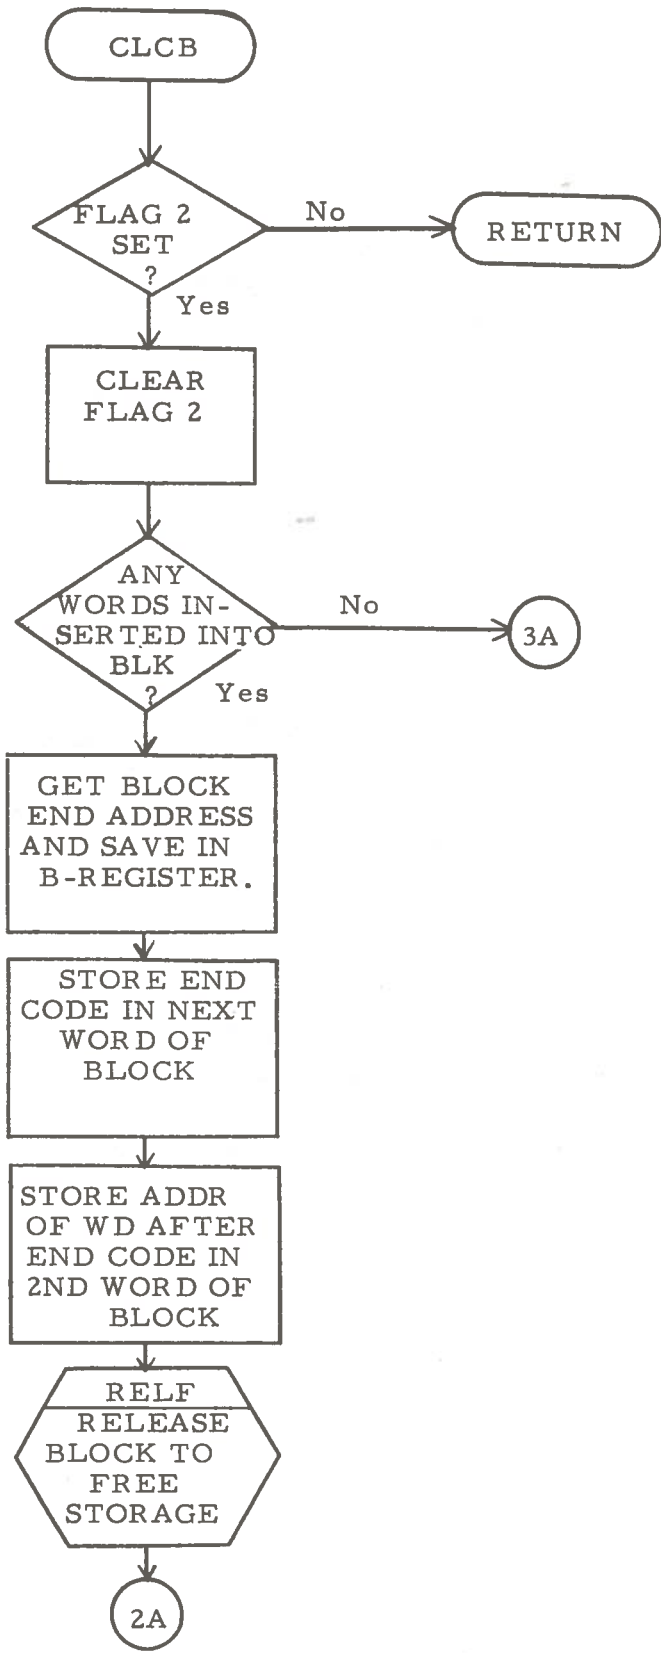 CLCB
FLAG 2
SET
?
No
RETURN
Yes
CLEAR
FLAG 2
ANY
WORDS IN-
SERTED INTO
BLK
?
No
3A
Yes
GET BLOCK
END ADDRESS
AND SAVE IN
B-REGISTER.
STORE END
CODE IN NEXT
WORD OF
BLOCK
STORE ADDR
OF WD AFTER
END CODE IN
2ND WORD OF
BLOCK
RELF
RELEASE
BLOCK TO
FREE
STORAGE
2A